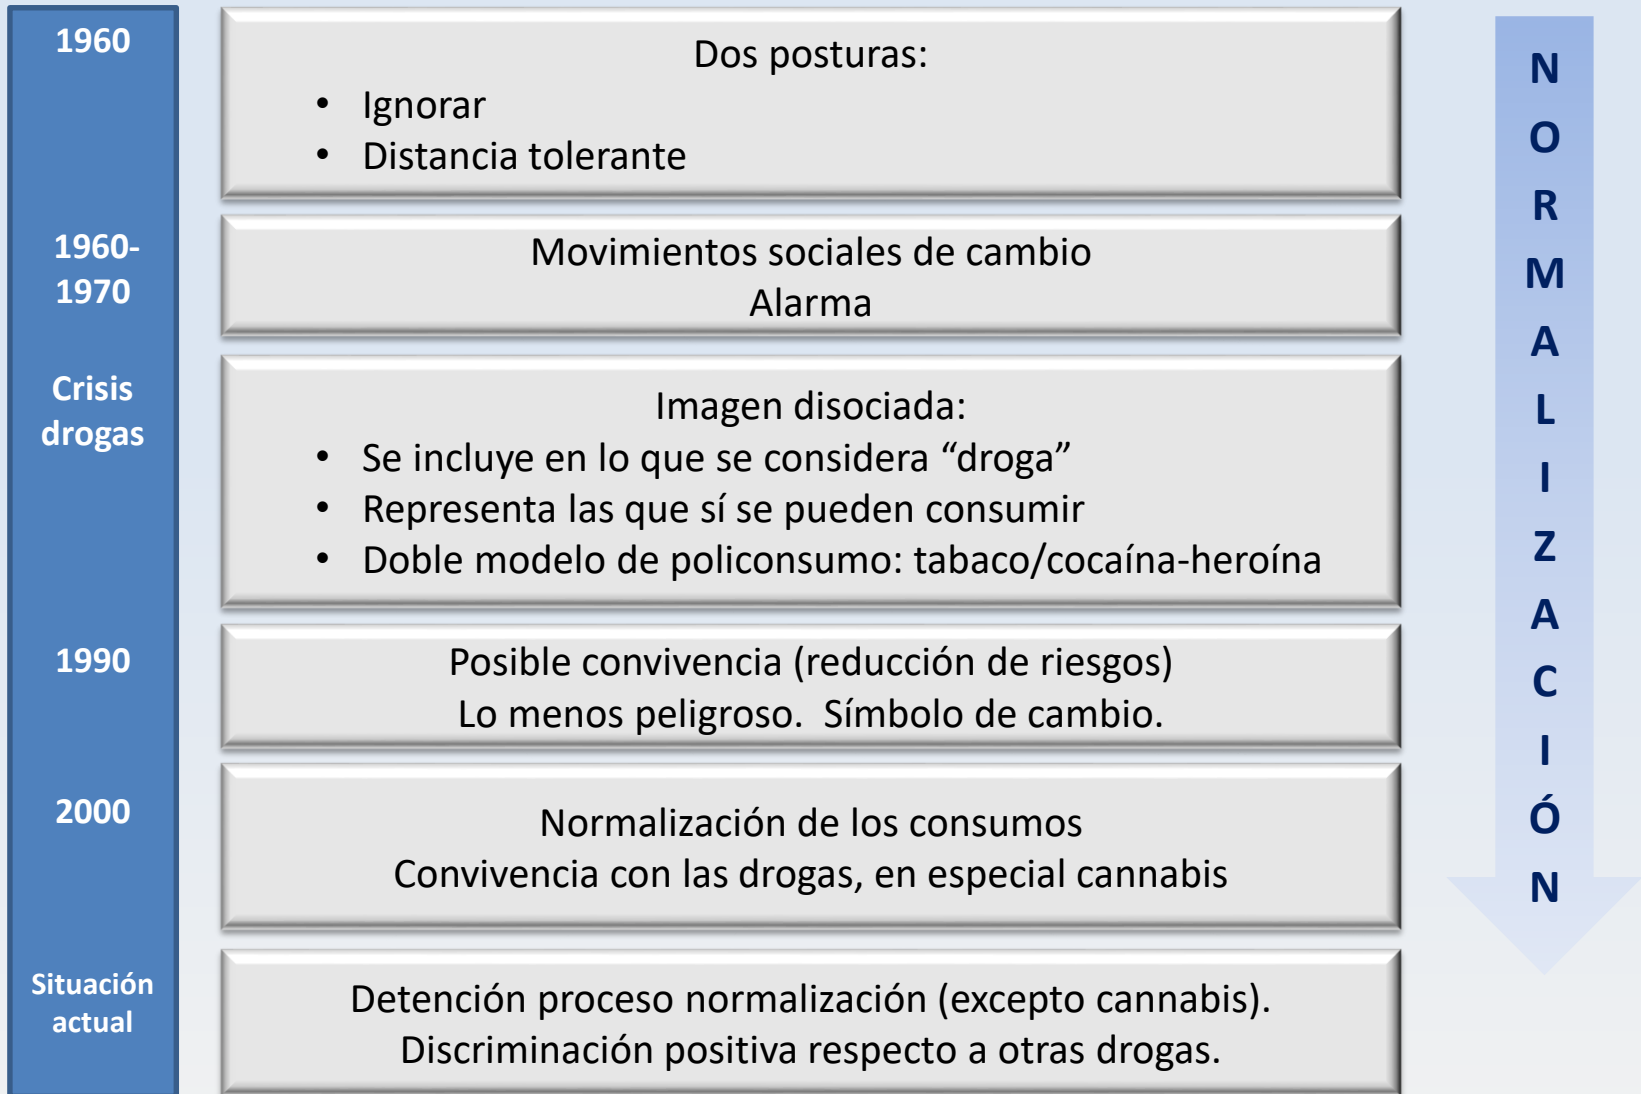 1960
Dos posturas:
• Ignorar
• Distancia tolerante
1960-
1970
Movimientos sociales de cambio
Alarma
Crisis
drogas
Imagen disociada:
• Se incluye en lo que se considera “droga”
• Representa las que sí se pueden consumir
• Doble modelo de policonsumo: tabaco/cocaína-heroína
1990
Posible convivencia (reducción de riesgos)
Lo menos peligroso. Símbolo de cambio.
2000
Normalización de los consumos
Convivencia con las drogas, en especial cannabis
Situación
actual
Detención proceso normalización (excepto cannabis).
Discriminación positiva respecto a otras drogas.
N
O
R
M
A
L
I
Z
A
C
I
Ó
N